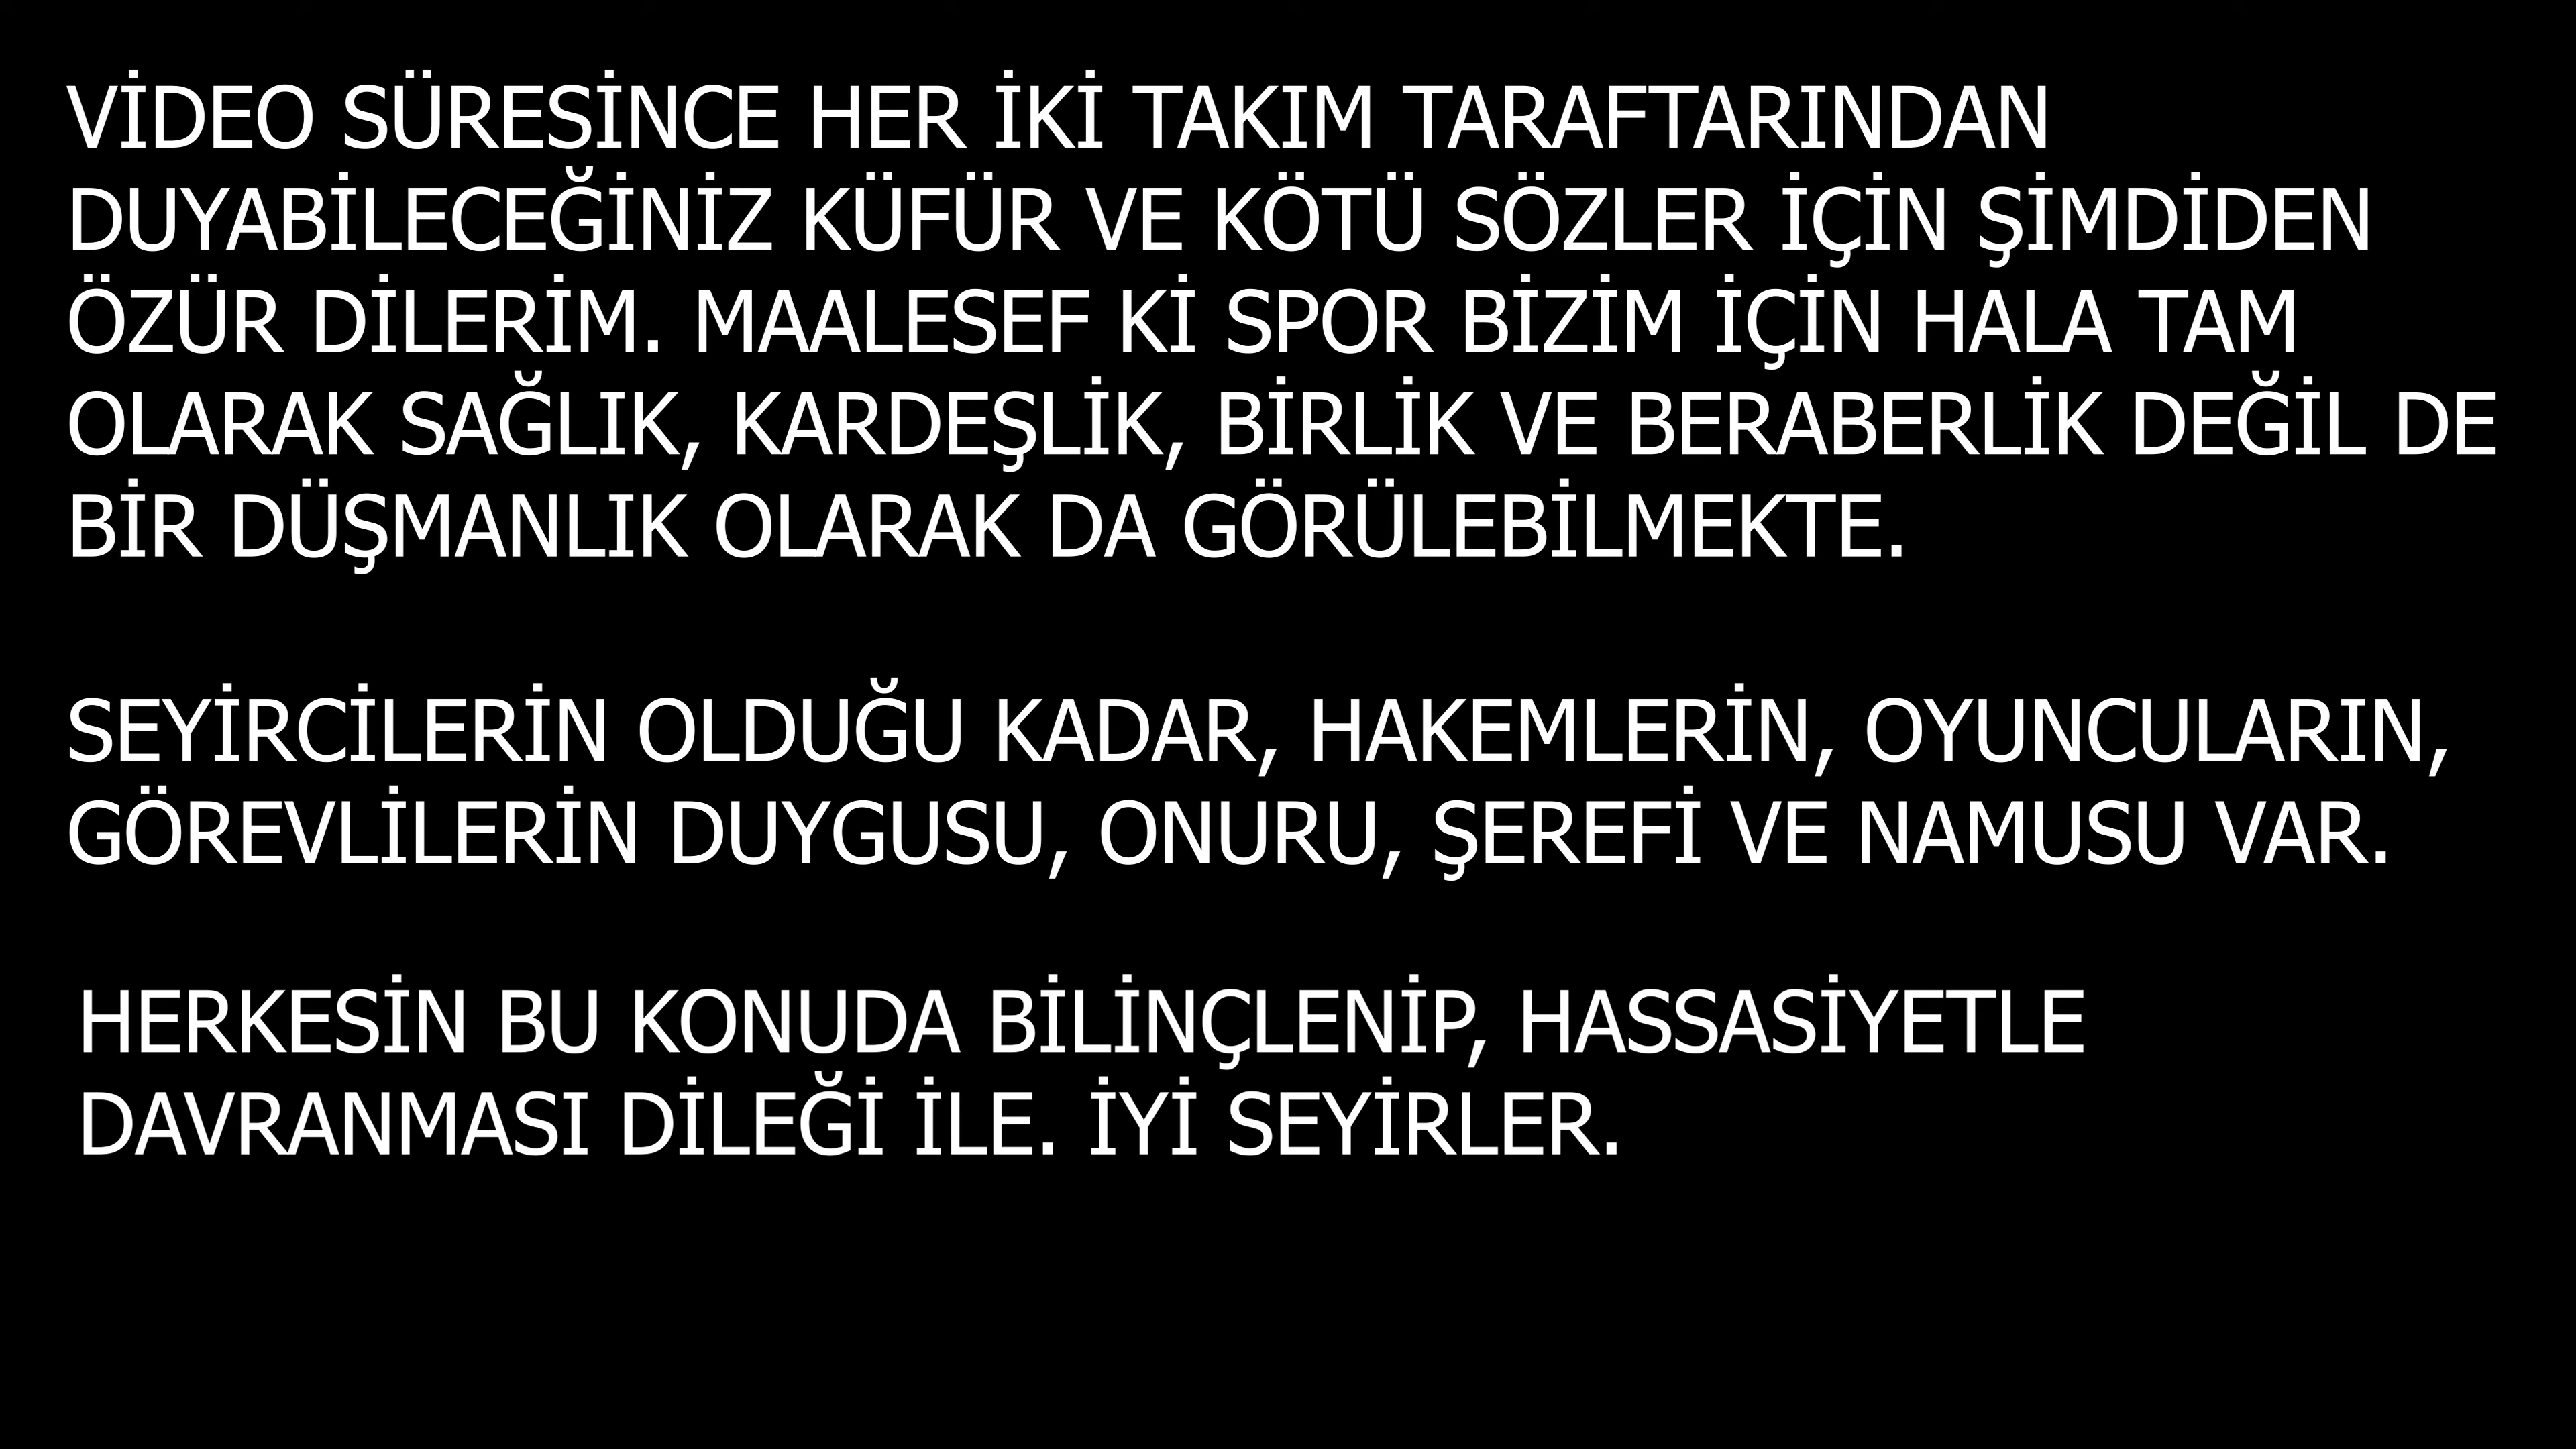 VİDEO SÜRESİNCE HER İKİ TAKIM TARAFTARINDAN
DUYABİLECEĞİNİZ KÜFÜR VE KÖTÜ SÖZLER İÇİN ŞİMDİDEN
ÖZÜR DİLERİM. MAALESEF Kİ SPOR BİZİM İÇİN HALA TAM
OLARAK SAĞLIK, KARDEŞLİK, BİRLİK VE BERABERLİK DEĞİL DE
BİR DÜŞMANLIK OLARAK DA GÖRÜLEBİLMEKTE.
SEYİRCİLERİN OLDUĞU KADAR, HAKEMLERİN, OYUNCULARIN,
GÖREVLİLERİN DUYGUSU, ONURU, ŞEREFİ VE NAMUSU VAR.
HERKESİN BU KONUDA BİLİNÇLENİP, HASSASİYETLE
DAVRANMASI DİLEĞİ İLE. İYİ SEYİRLER.